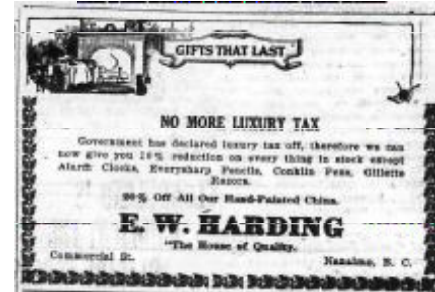 GIFTS THAT LAST
NO MORE LUXURY TAX
Government has declared luxury tax off, therefore we can
now give you 10% reduction on every thing in stock except
Alarm Clocks, Eversharp Pencils, Conklin Pens, Gillette
Razors.
20% Off All Our Hand-Painted China.
E. W. HARDING
"The House of Quality.
Commercial St.
Nanaimo, B. C.